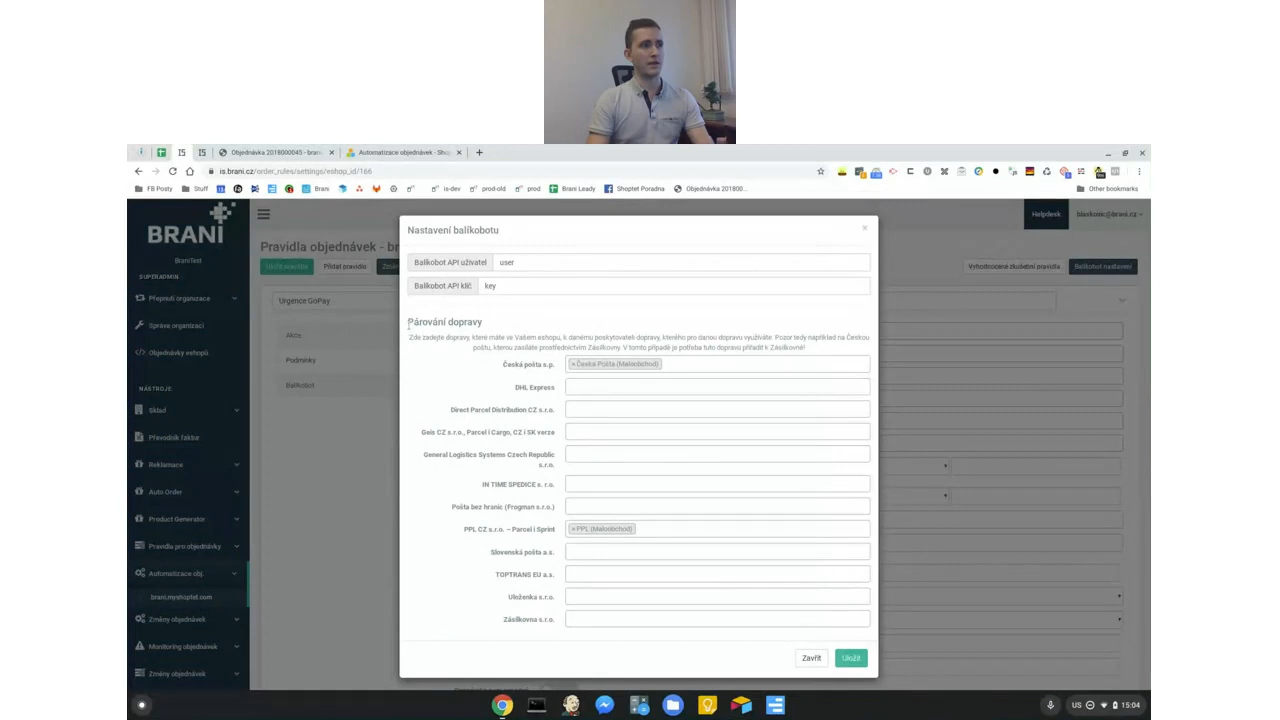 Objednávka 2018000045 - brani
Automatizace objednávek - Shop
is.brani.cz/order_rules/settings/eshop_id/166
FB Posty
Stuff
Brani
is-dev
prod-old
prod
Brani Leady
Shoptet Poradna
Objednávka 201800...
Other bookmarks
BRANI
BraniTest
SUPERADMIN
Přepnutí organizace
Správa organizací
Objednávky eshopů
NÁSTROJE:
Sklad
Převodník faktur
Reklamace
Auto Order
Product Generator
Pravidla pro objednávky
Automatizace obj.
brani.myshoptet.com
Změny objednávek
Monitoring objednávek
Změny objednávek
Helpdesk
blaskovic@brani.cz
Pravidla objednávek - br
Uložit pravidla
Přidat pravidlo
Vyhodnocené zkušební pravidla
Balíkobot nastavení
Urgence GoPay
Akce
Podmínky
Balíkobot
Nastavení balíkobotu
×
Balíkobot API uživatel
user
Balíkobot API klíč
key
Párování dopravy
Zde zadejte dopravy, které máte ve Vašem eshopu, k danému poskytovateli dopravy, kterého pro danou dopravu využíváte. Pozor tedy například na Českou
poštu, kterou zasíláte prostřednictvím Zásilkovny. V tomto případě je potřeba tuto dopravu přiřadit k Zásilkovně!
Česká pošta s.p.
× Česká Pošta (Maloobchod)
DHL Express
Direct Parcel Distribution CZ s.r.o.
Geis CZ s.r.o., Parcel i Cargo, CZ i SK verze
General Logistics Systems Czech Republic
s.r.o.
IN TIME SPEDICE s. r. o.
Pošta bez hranic (Frogman s.r.o.)
PPL CZ s.r.o. – Parcel i Sprint
× PPL (Maloobchod)
Slovenská pošta a.s.
TOPTRANS EU a.s.
Uloženka s.r.o.
Zásilkovna s.r.o.
Zavřít
Uložit
US
15:04